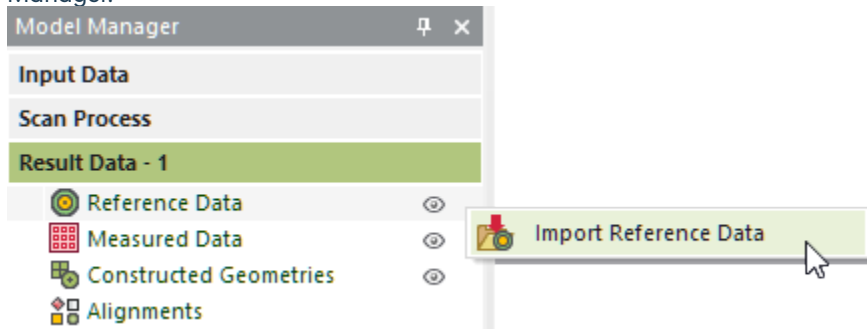 Manager.
Model Manager
Input Data
Scan Process
Result Data - 1
Reference Data
Import Reference Data
Measured Data
Constructed Geometries
Alignments